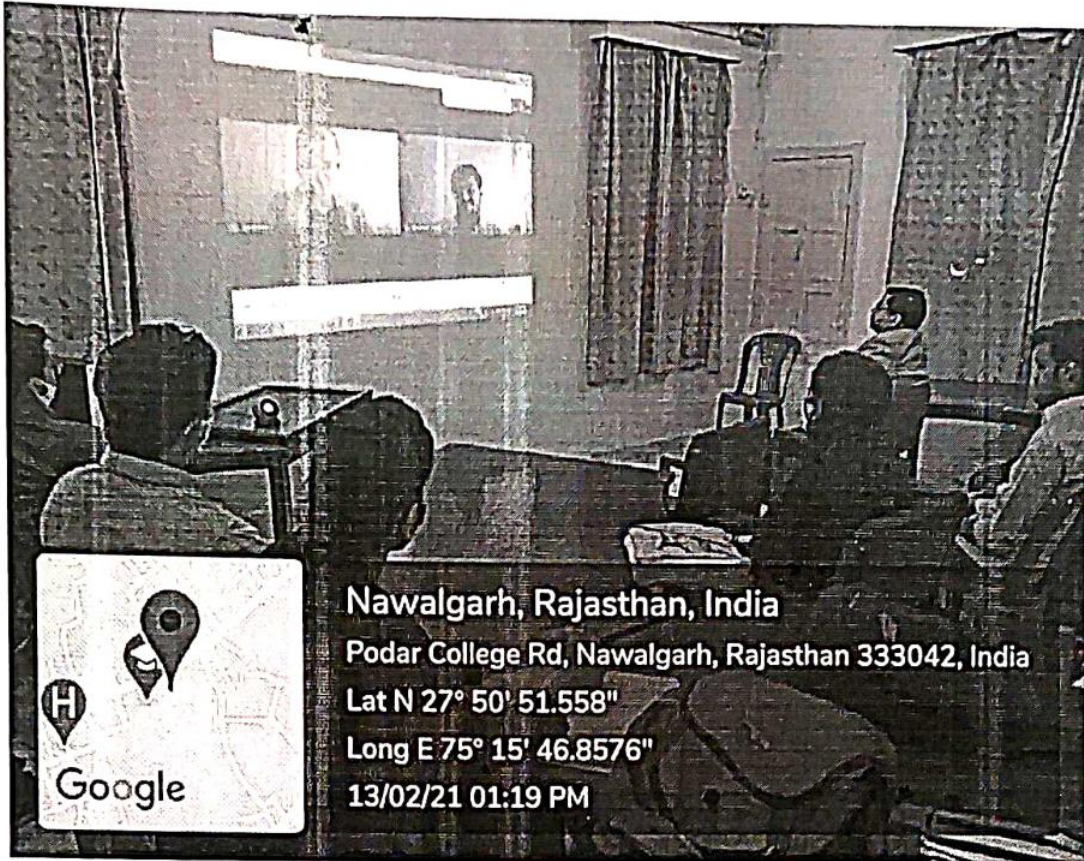 Nawalgarh, Rajasthan, India
Podar College Rd, Nawalgarh, Rajasthan 333042, India
Lat N 27° 50' 51.558"
Long E 75° 15' 46.8576"
13/02/21 01:19 PM
H
Google